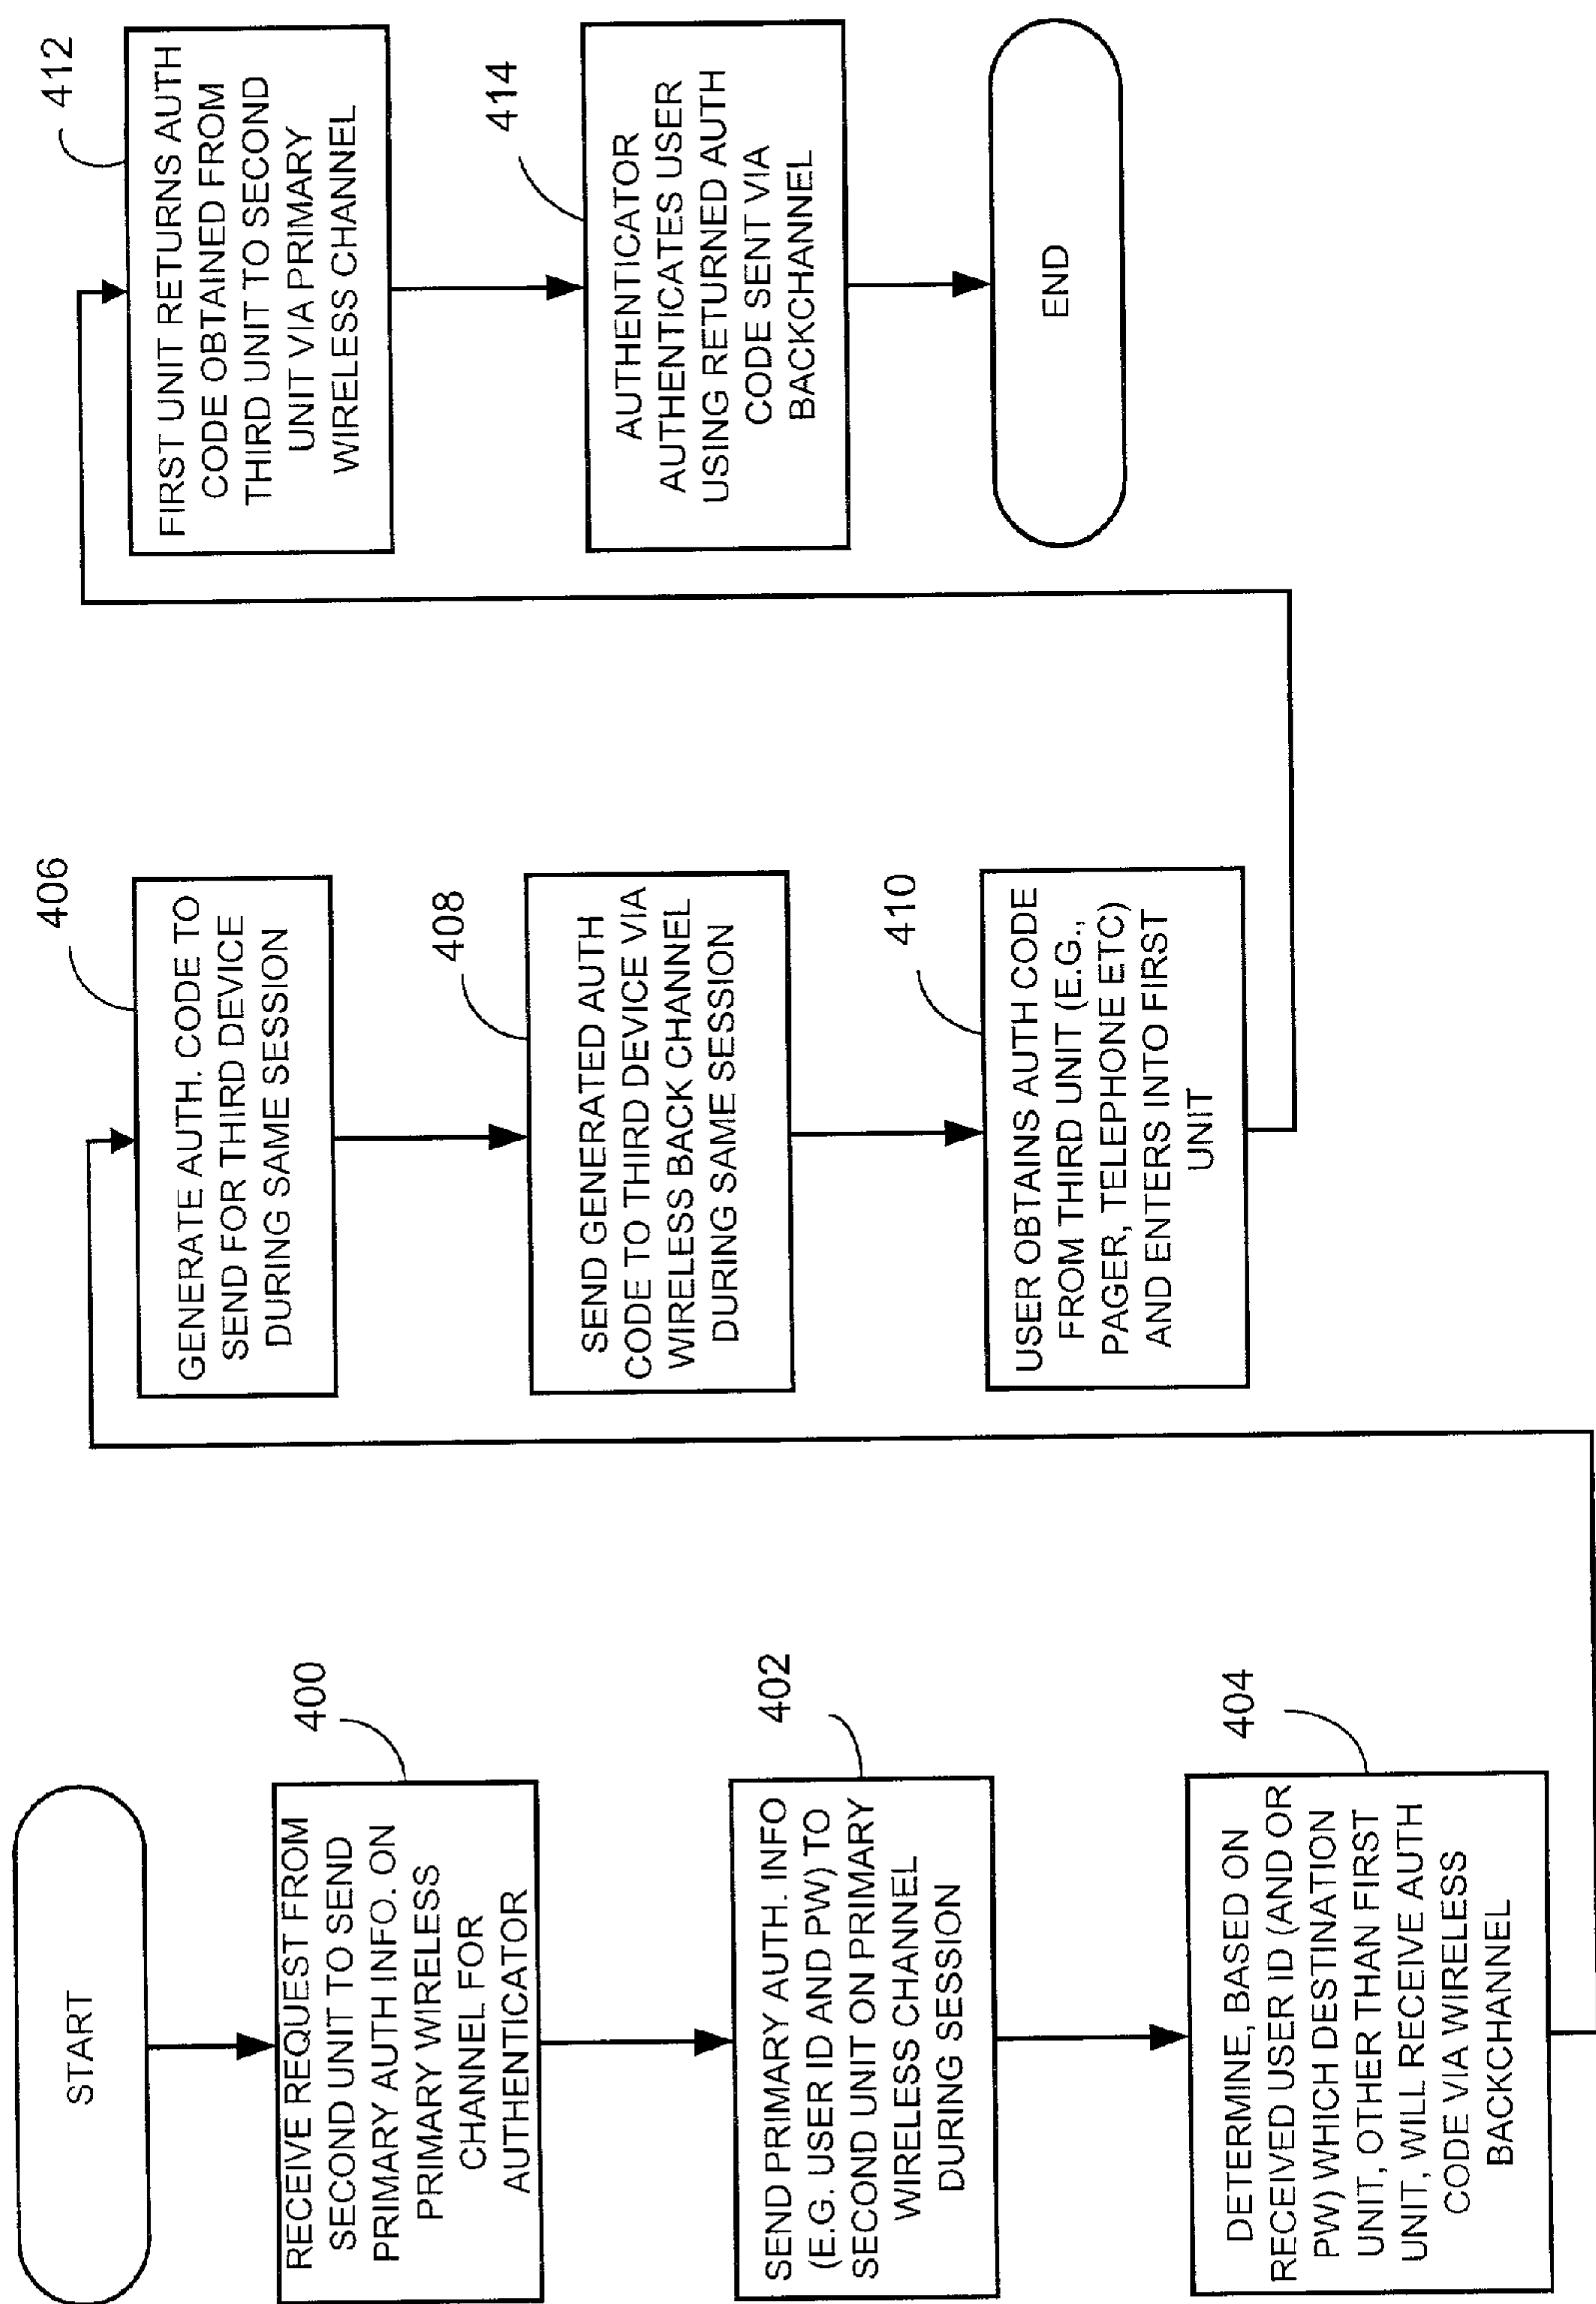 START
400
RECEIVE REQUEST FROM
SECOND UNIT TO SEND
PRIMARY AUTH INFO. ON
PRIMARY WIRELESS
CHANNEL FOR
AUTHENTICATOR
402
SEND PRIMARY AUTH. INFO
(E.G. USER ID AND PW) TO
SECOND UNIT ON PRIMARY
WIRELESS CHANNEL
DURING SESSION
404
DETERMINE, BASED ON
RECEIVED USER ID (AND OR
PW) WHICH DESTINATION
UNIT, OTHER THAN FIRST
UNIT, WILL RECEIVE AUTH
CODE VIA WIRELESS
BACKCHANNEL
406
GENERATE AUTH. CODE TO
SEND FOR THIRD DEVICE
DURING SAME SESSION
408
SEND GENERATED AUTH
CODE TO THIRD DEVICE VIA
WIRELESS BACK CHANNEL
DURING SAME SESSION
410
USER OBTAINS AUTH CODE
FROM THIRD UNIT (E.G.,
PAGER, TELEPHONE ETC)
AND ENTERS INTO FIRST
UNIT
412
FIRST UNIT RETURNS AUTH
CODE OBTAINED FROM
THIRD UNIT TO SECOND
UNIT VIA PRIMARY
WIRELESS CHANNEL
414
AUTHENTICATOR
AUTHENTICATES USER
USING RETURNED AUTH
CODE SENT VIA
BACKCHANNEL
END